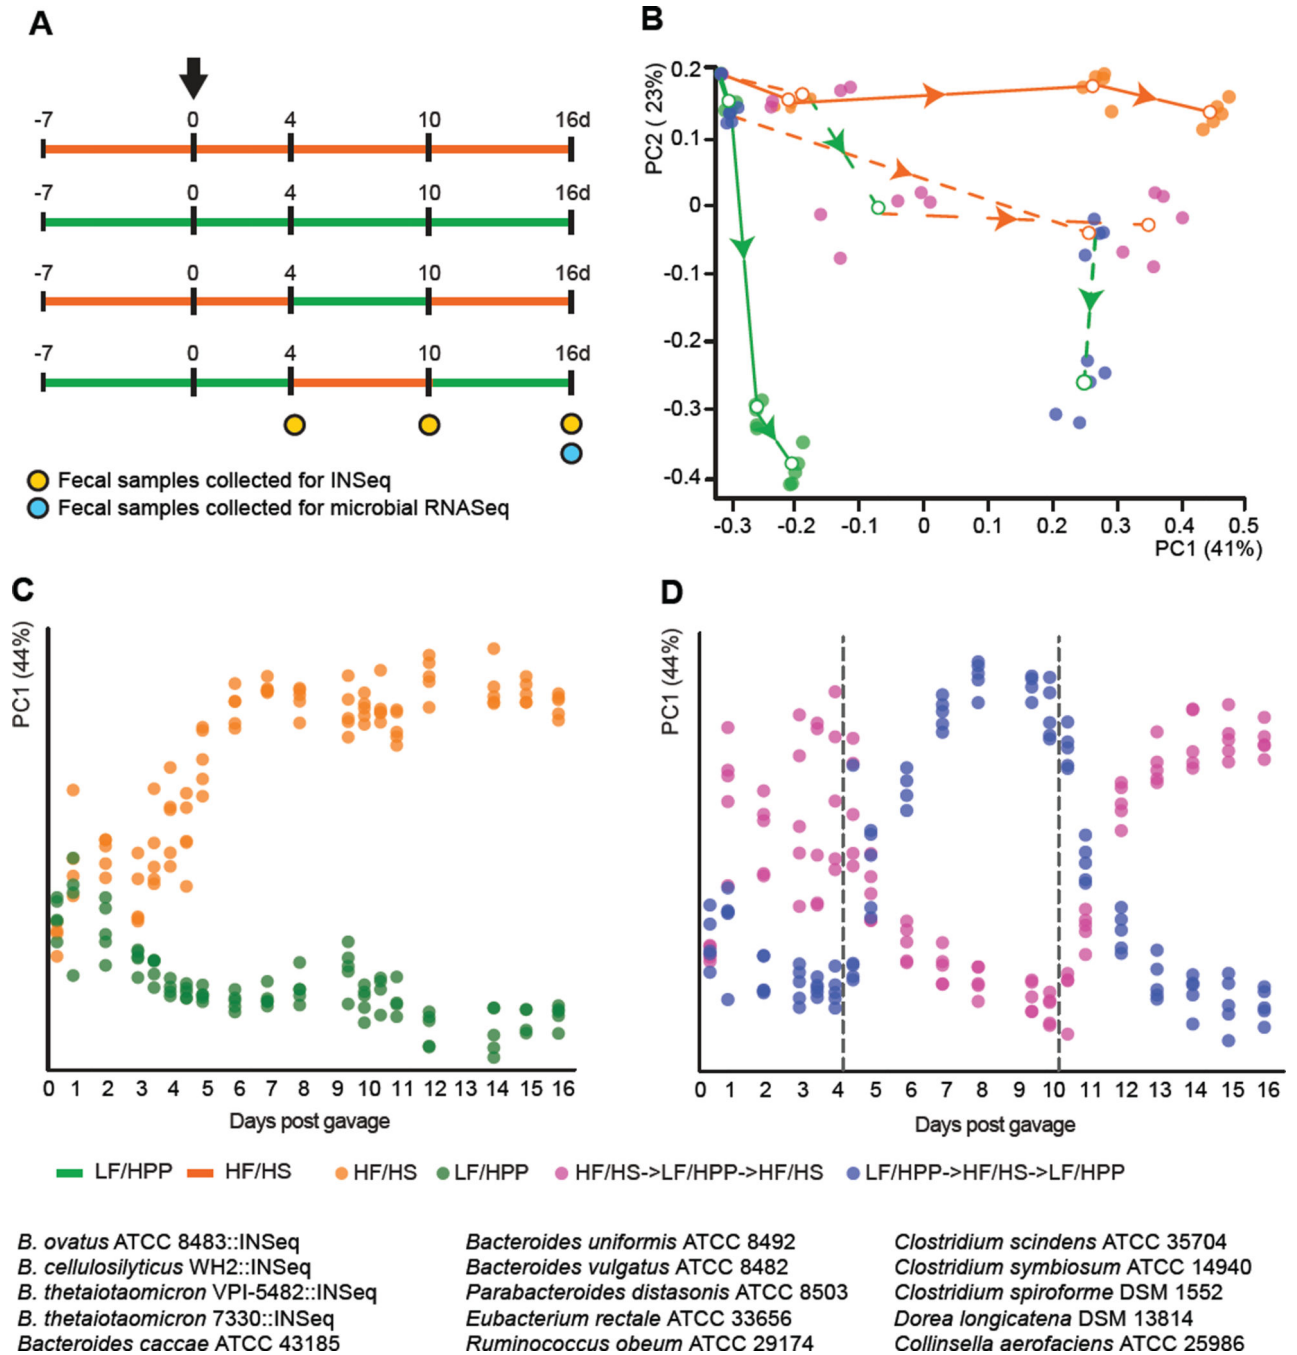 A
-7 0 4 10 16d
-7 0 4 10 16d
-7 0 4 10 16d
-7 0 4 10 16d
Fecal samples collected for INSeq
Fecal samples collected for microbial RNASeq
B
PC2 ( 23%)
0.2
0.1
0
-0.1
-0.2
-0.3
-0.4
-0.3 -0.2 -0.1 0 0.1 0.2 0.3 0.4 0.5
PC1 (41%)
C
PC1 (44%)
0 1 2 3 4 5 6 7 8 9 10 11 12 13 14 15 16
Days post gavage
D
PC1 (44%)
0 1 2 3 4 5 6 7 8 9 10 11 12 13 14 15 16
Days post gavage
LF/HPP HF/HS HF/HS LF/HPP HF/HS->LF/HPP->HF/HS LF/HPP->HF/HS->LF/HPP
B. ovatus ATCC 8483::INSeq
B. cellulosilyticus WH2::INSeq
B. thetaiotaomicron VPI-5482::INSeq
B. thetaiotaomicron 7330::INSeq
Bacteroides caccae ATCC 43185
Bacteroides uniformis ATCC 8492
Bacteroides vulgatus ATCC 8482
Parabacteroides distasonis ATCC 8503
Eubacterium rectale ATCC 33656
Ruminococcus obeum ATCC 29174
Clostridium scindens ATCC 35704
Clostridium symbiosum ATCC 14940
Clostridium spiroforme DSM 1552
Dorea longicatena DSM 13814
Collinsella aerofaciens ATCC 25986